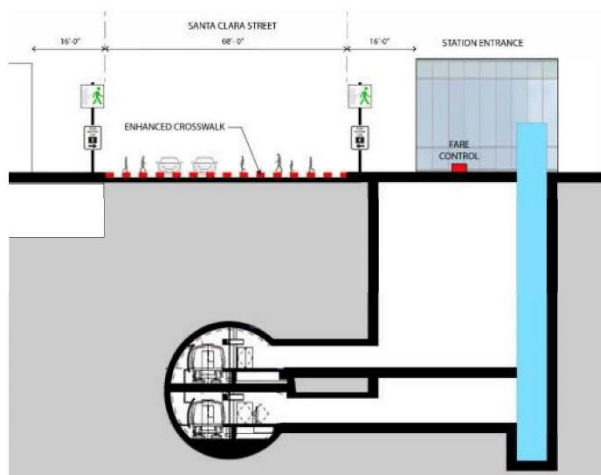 SANTA CLARA STREET
16'-0"
68'- 0"
16'-0"
STATION ENTRANCE
ENHANCED CROSSWALK
FARE
CONTROL